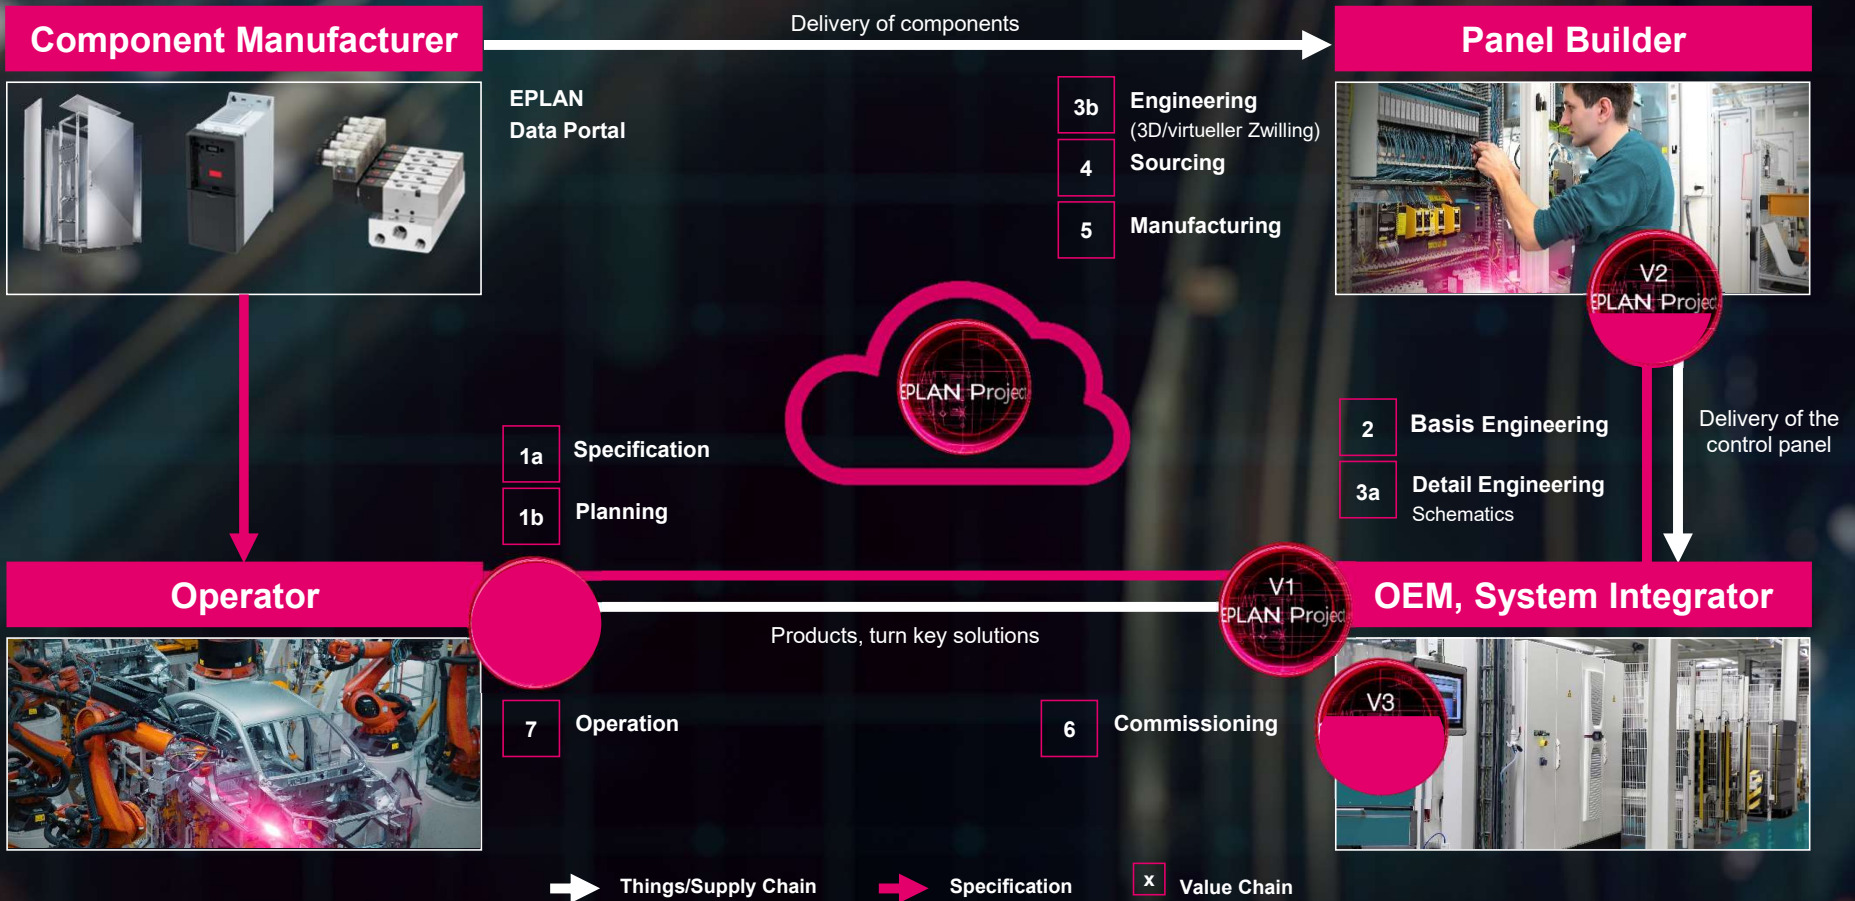 Component Manufacturer
Delivery of components
Panel Builder
EPLAN
Data Portal
3b
Engineering
(3D/virtueller Zwilling)
4
Sourcing
5
Manufacturing
V2
EPLAN Projec
EPLAN Projec
1a
Specification
1b
Planning
2
Basis Engineering
3a
Detail Engineering
Schematics
Delivery of the
control panel
Operator
V1
EPLAN Projec
OEM, System Integrator
Products, turn key solutions
V3
7
Operation
6
Commissioning
Things/Supply Chain
Specification
x
Value Chain